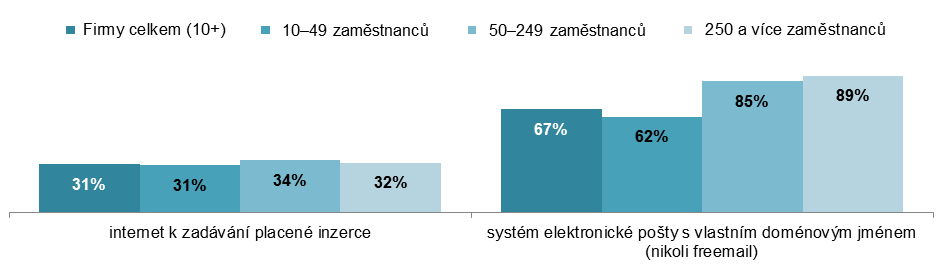 Firmy celkem (10+) 10–49 zaměstnanců 50–249 zaměstnanců 250 a více zaměstnanců
31% 31% 34% 32% 67% 62% 85% 89%
internet k zadávání placené inzerce
systém elektronické pošty s vlastním doménovým jménem
(nikoli freemail)